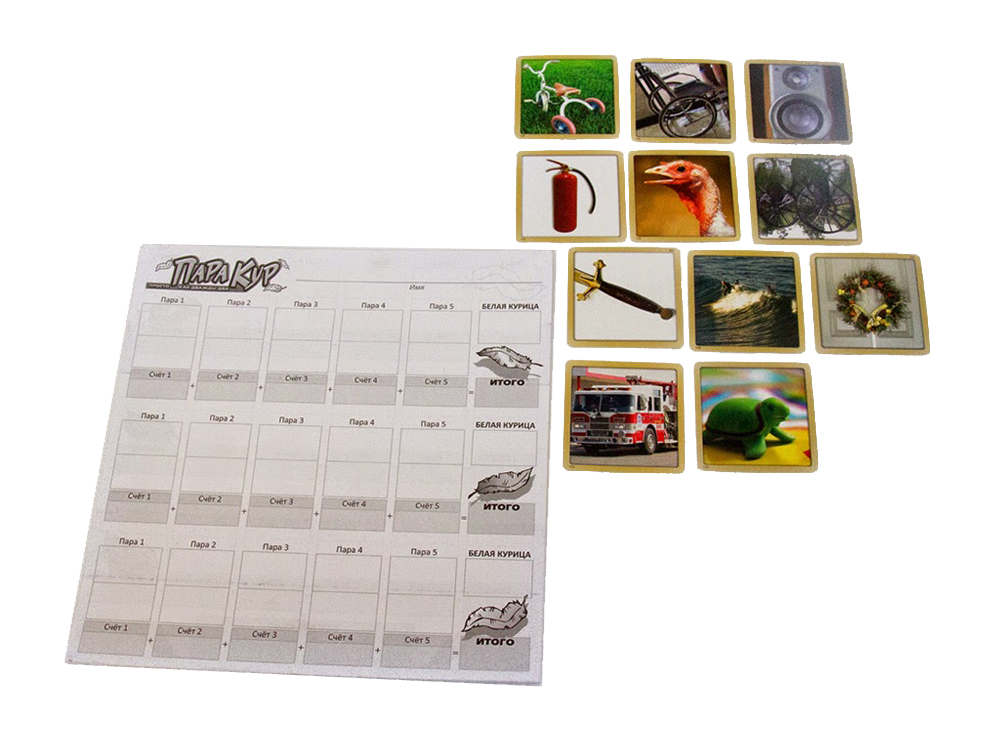 ПАРА КУР
Имя
Пара 1 Пара 2 Пара 3 Пара 4 Пара 5 БЕЛАЯ КУРИЦА
Счёт 1 + Счёт 2 + Счёт 3 + Счёт 4 + Счёт 5 = ИТОГО
Пара 1 Пара 2 Пара 3 Пара 4 Пара 5 БЕЛАЯ КУРИЦА
Счёт 1 + Счёт 2 + Счёт 3 + Счёт 4 + Счёт 5 = ИТОГО
Пара 1 Пара 2 Пара 3 Пара 4 Пара 5 БЕЛАЯ КУРИЦА
Счёт 1 + Счёт 2 + Счёт 3 + Счёт 4 + Счёт 5 = ИТОГО